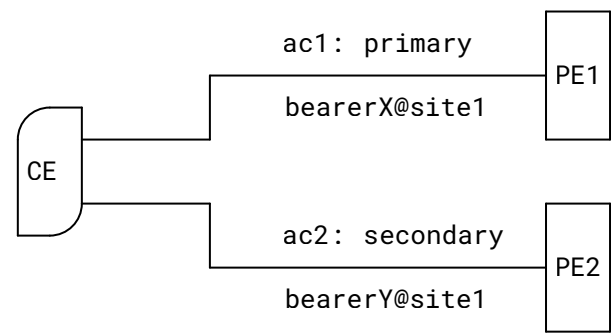 ac1: primary
PE1
bearerX@site1
CE
ac2: secondary
PE2
bearerY@site1